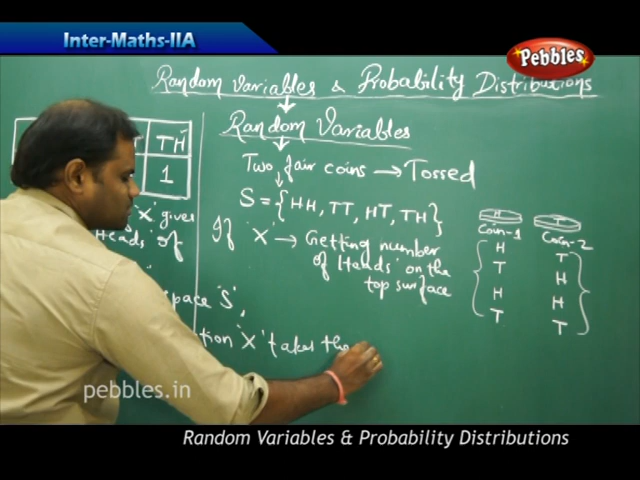 Inter-Maths-IIA
Pebbles
Random Variables & Probability Distributions
Random Variables
Two fair coins → Tossed
S = { HH, TT, HT, TH }
If 'X' → Getting number
of 'Heads' on the
top surface
H T
Coin-1 Coin-2
H T
T H
H H
T T
TH
1
'X' gives
Heads' of
space 'S',
tion 'X' takes the
pebbles.in
Random Variables & Probability Distributions